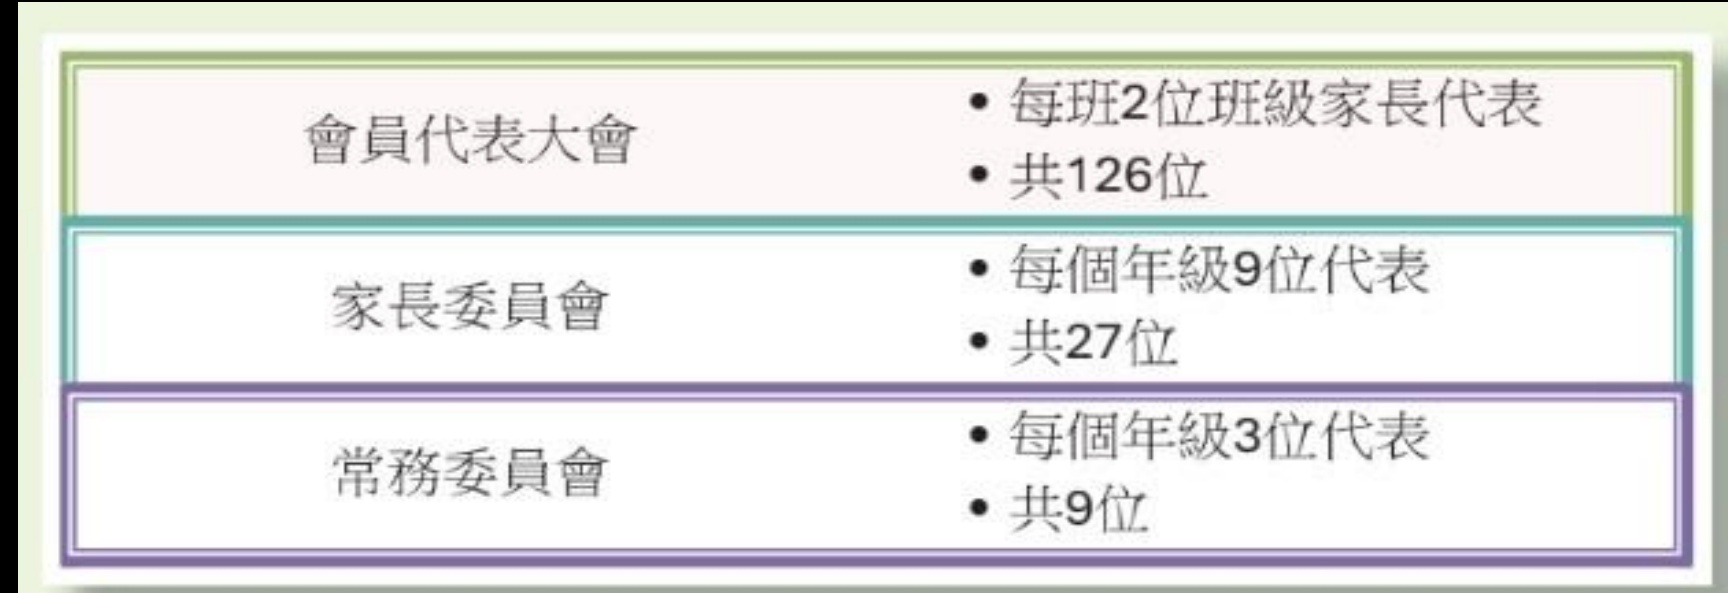 會員代表大會
• 每班2位班級家長代表
• 共126位
家長委員會
• 每個年級9位代表
• 共27位
常務委員會
• 每個年級3位代表
• 共9位